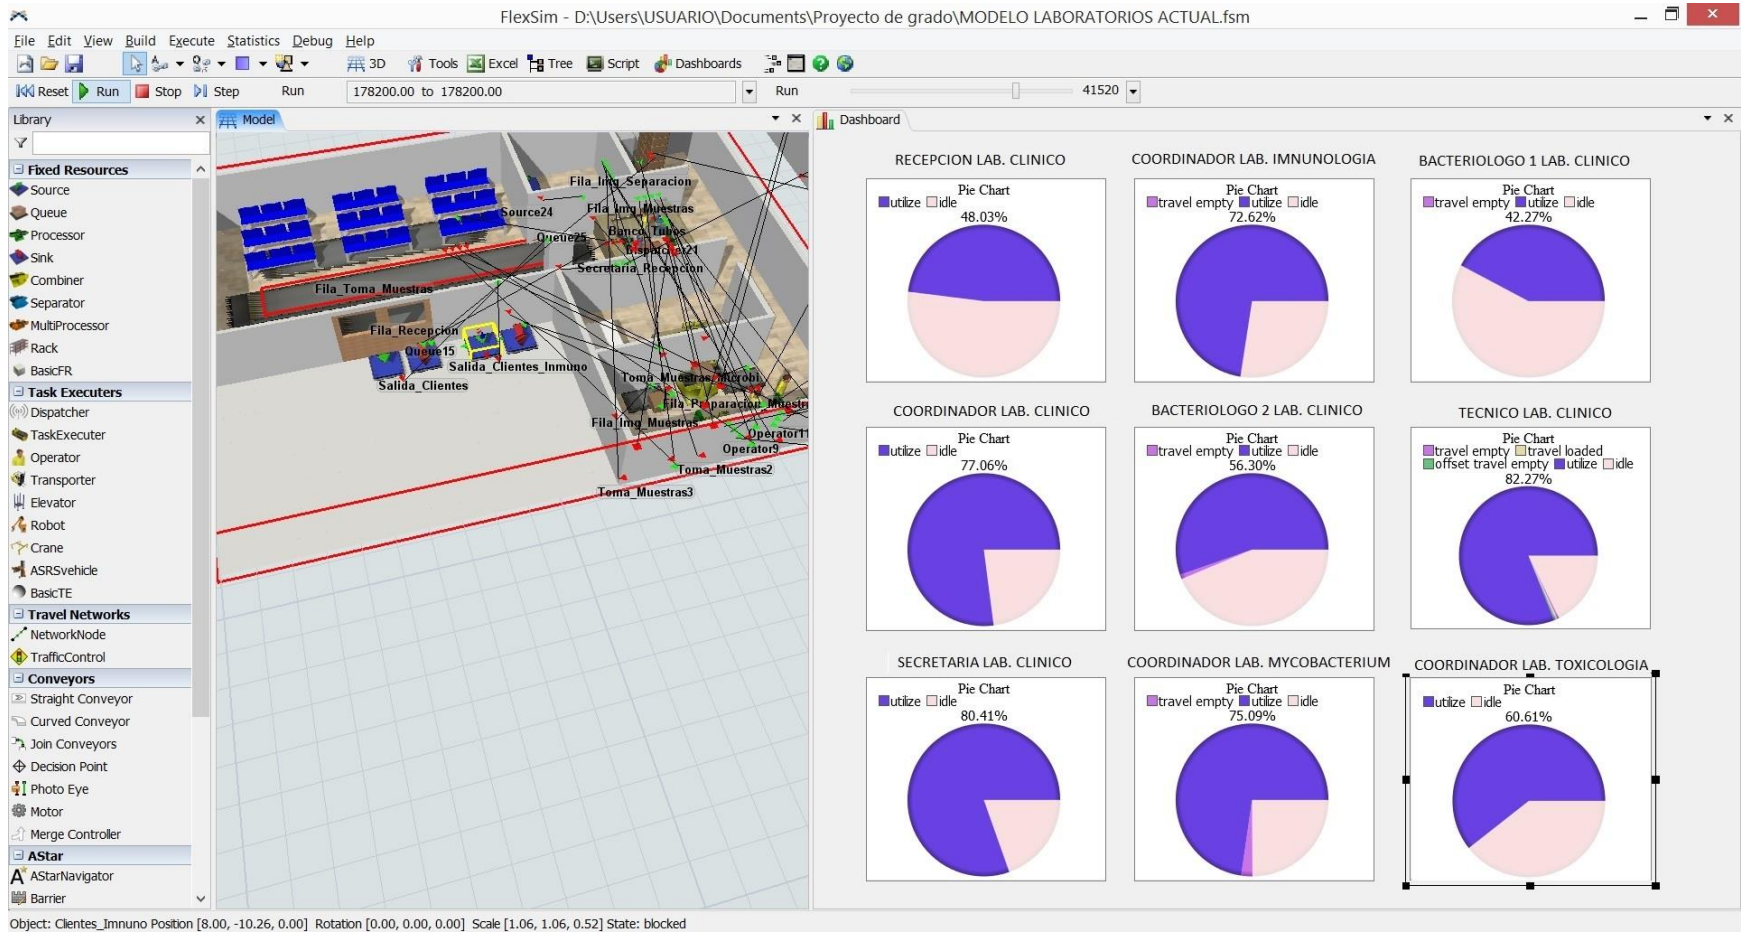 FlexSim - D:\Users\USUARIO\Documents\Proyecto de grado\MODELO LABORATORIOS ACTUAL.fsm
File Edit View Build Execute Statistics Debug Help
3D Tools Excel Tree Script Dashboards
Reset Run Stop Step Run 178200.00 to 178200.00 Run 41520
Library
Fixed Resources
Source
Queue
Processor
Sink
Combiner
Separator
MultiProcessor
Rack
BasicFR
Task Executers
Dispatcher
TaskExecuter
Operator
Transporter
Elevator
Robot
Crane
ASRSvehicle
BasicTE
Travel Networks
NetworkNode
TrafficControl
Conveyors
Straight Conveyor
Curved Conveyor
Join Conveyors
Decision Point
Photo Eye
Motor
Merge Controller
AStar
AStarNavigator
Barrier
Model
Fila_Img_Separacion
Source24
Fila_Img_Muestras
Banco_Tubos
Queue25
Dispatcher21
Secretaria_Recepcion
Fila_Toma_Muestras
Fila_Recepcion
Queue15
Salida_Clientes_Inmuno
Salida_Clientes
Toma_Muestras_Microbi
Fila_Preparacion_Muestr
Fila_Img_Muestras
Operator11
Operator9
Toma_Muestras2
Toma_Muestras3
Dashboard
RECEPCION LAB. CLINICO
Pie Chart
utilize idle
48.03%
COORDINADOR LAB. IMNUNOLOGIA
Pie Chart
travel empty utilize idle
72.62%
BACTERIOLOGO 1 LAB. CLINICO
Pie Chart
travel empty utilize idle
42.27%
COORDINADOR LAB. CLINICO
Pie Chart
utilize idle
77.06%
BACTERIOLOGO 2 LAB. CLINICO
Pie Chart
travel empty utilize idle
56.30%
TECNICO LAB. CLINICO
Pie Chart
travel empty travel loaded
offset travel empty utilize idle
82.27%
SECRETARIA LAB. CLINICO
Pie Chart
utilize idle
80.41%
COORDINADOR LAB. MYCOBACTERIUM
Pie Chart
travel empty utilize idle
75.09%
COORDINADOR LAB. TOXICOLOGIA
Pie Chart
utilize idle
60.61%
Object: Clientes_Imnuno Position [8.00, -10.26, 0.00] Rotation [0.00, 0.00, 0.00] Scale [1.06, 1.06, 0.52] State: blocked